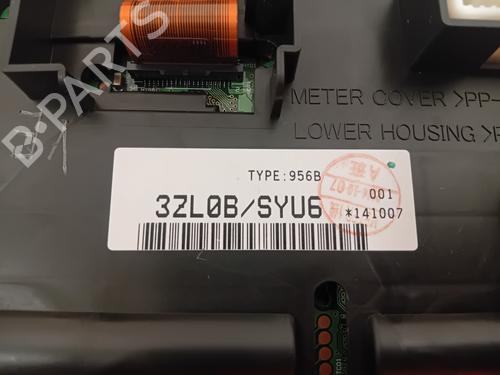 B-PARTS
METER COVER >PP-
LOWER HOUSING >P
TYPE:956B
3ZL0B/SYU6
001
*141007